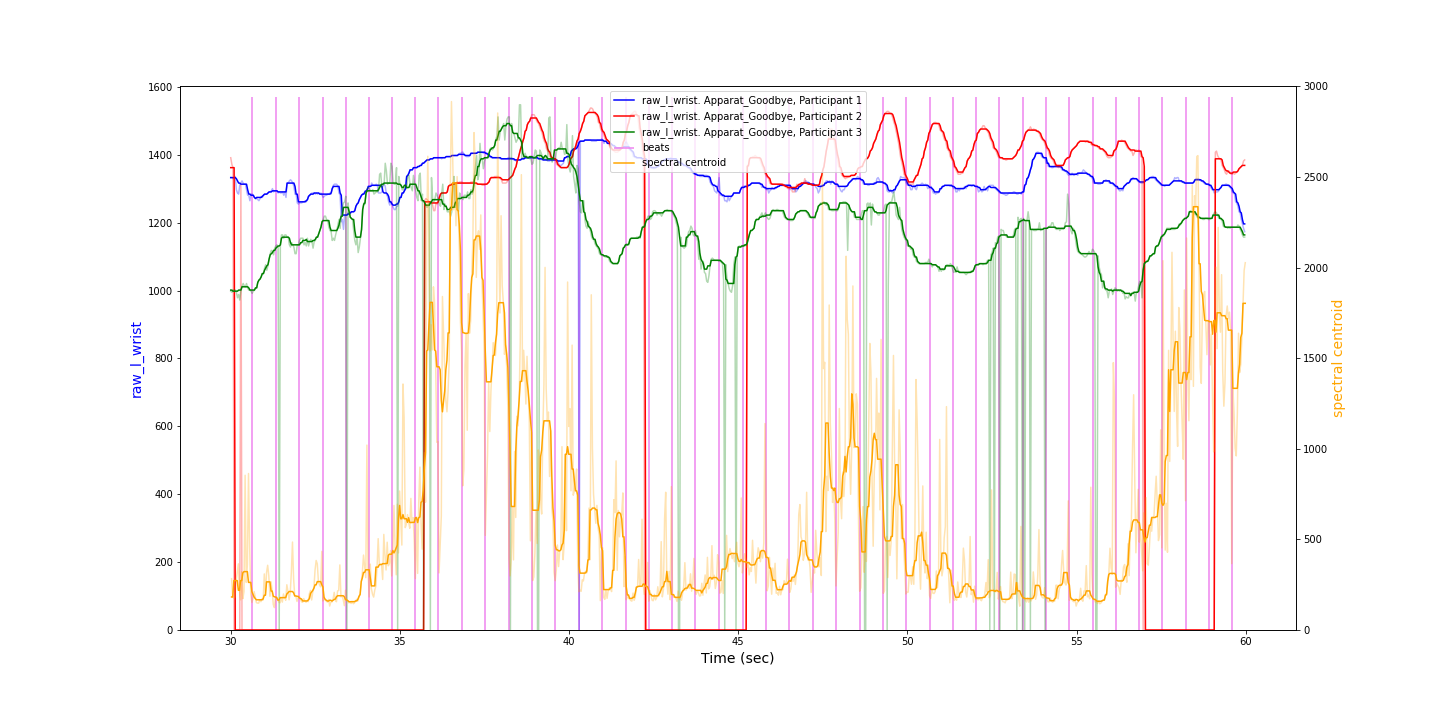 1600
1400
1200
1000
800
600
400
200
0
raw_l_wrist
raw_l_wrist. Apparat_Goodbye, Participant 1
raw_l_wrist. Apparat_Goodbye, Participant 2
raw_l_wrist. Apparat_Goodbye, Participant 3
beats
spectral centroid
3000
2500
2000
1500
1000
500
0
spectral centroid
30 35 40 45 50 55 60
Time (sec)